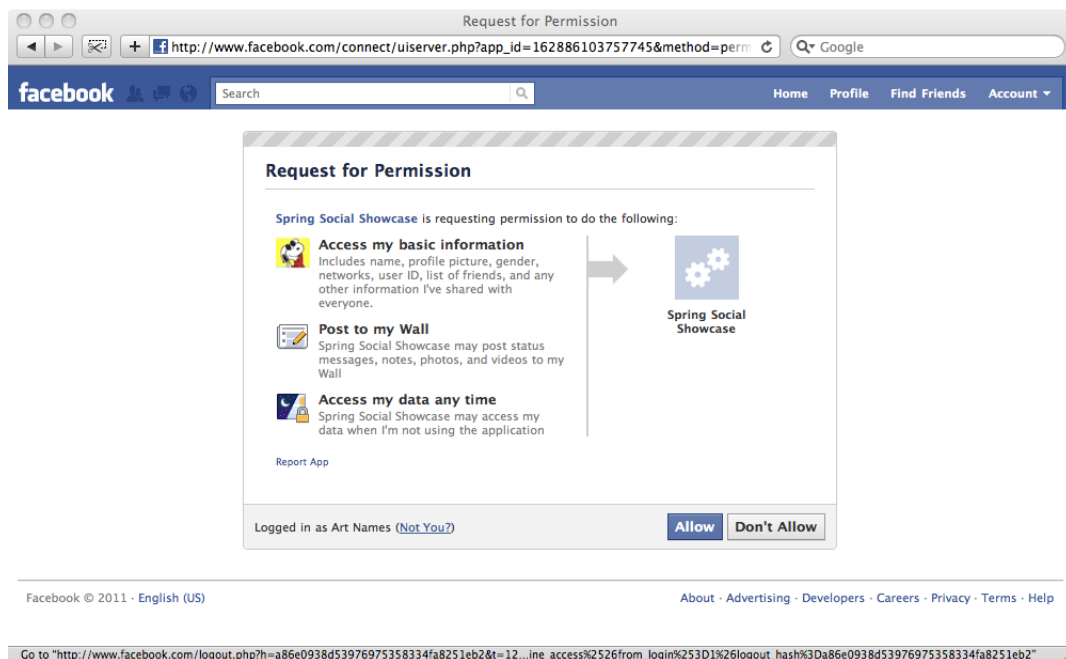 Request for Permission
http://www.facebook.com/connect/uiserver.php?app_id=162886103757745&method=perm
Google
facebook
Search
Home Profile Find Friends Account
Request for Permission
Spring Social Showcase is requesting permission to do the following:
Access my basic information
Includes name, profile picture, gender,
networks, user ID, list of friends, and any
other information I've shared with
everyone.
Post to my Wall
Spring Social Showcase may post status
messages, notes, photos, and videos to my
Wall
Access my data any time
Spring Social Showcase may access my
data when I'm not using the application
Spring Social
Showcase
Report App
Logged in as Art Names (Not You?)
Allow
Don't Allow
Facebook © 2011 · English (US)
About · Advertising · Developers · Careers · Privacy · Terms · Help
Go to "http://www.facebook.com/logout.php?h=a86e0938d53976975358334fa8251eb2&t=12...ine_access%2526from_login%253D1%26logout_hash%3Da86e0938d53976975358334fa8251eb2"